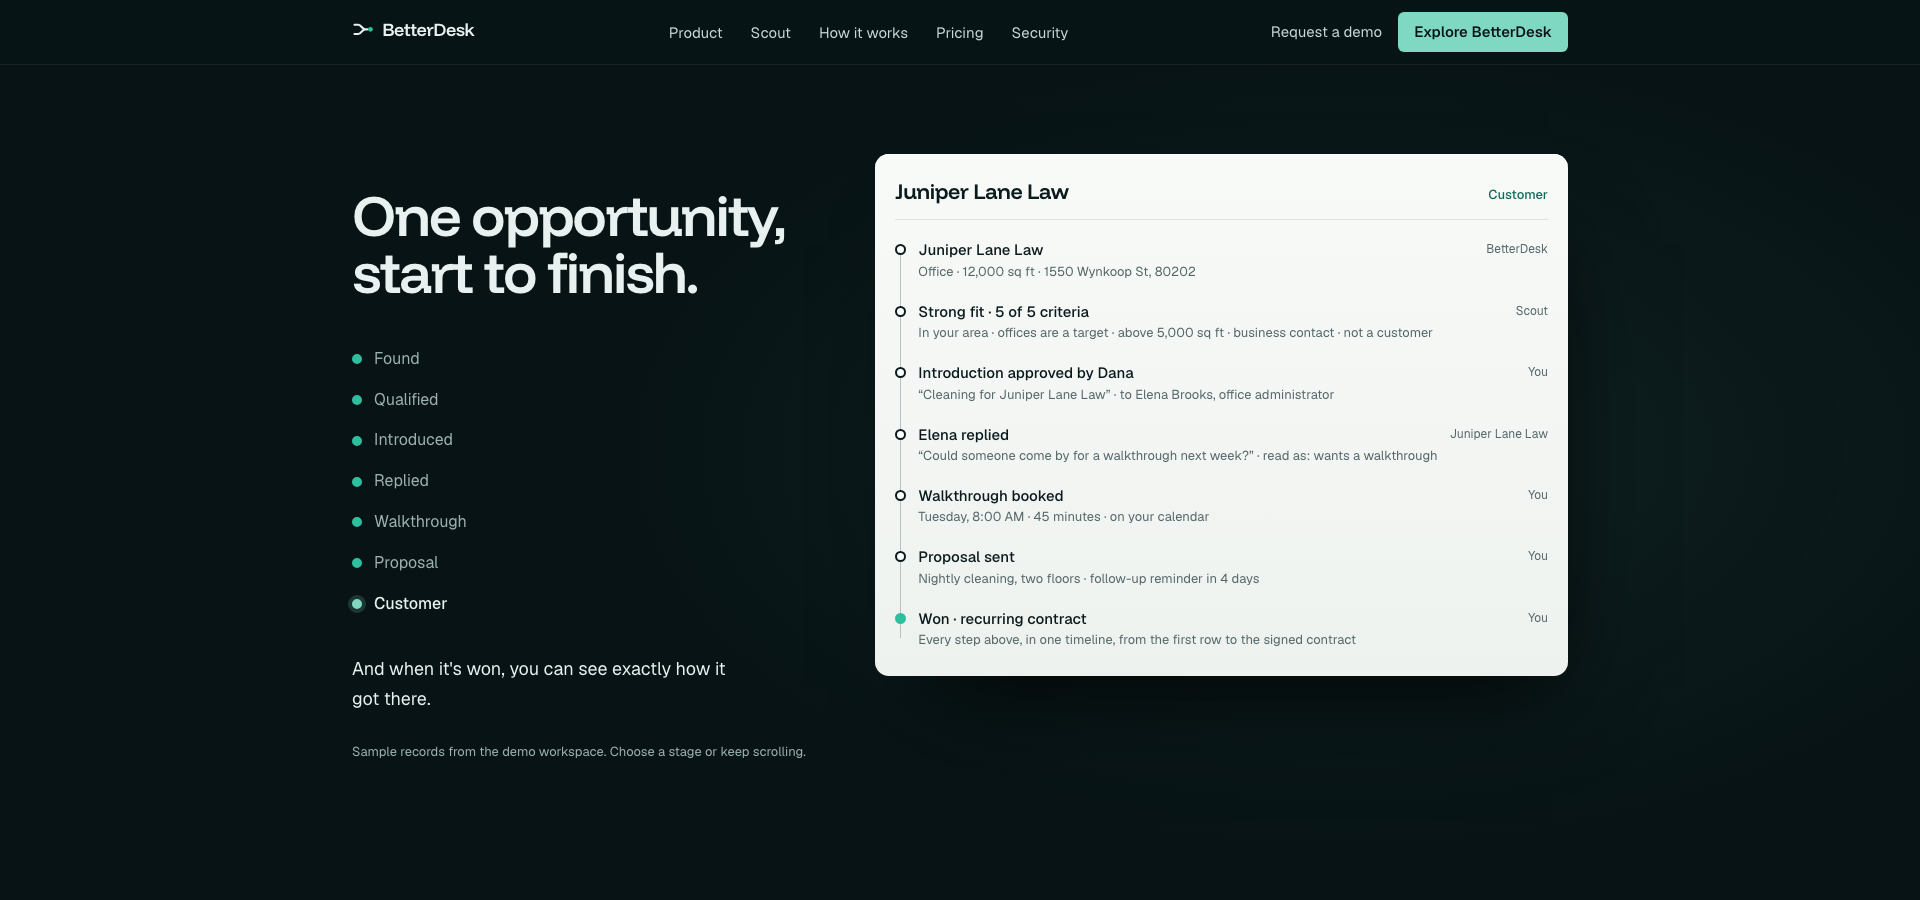 BetterDesk
Product
Scout
How it works
Pricing
Security
Request a demo
Explore BetterDesk
One opportunity,
start to finish.
Found
Qualified
Introduced
Replied
Walkthrough
Proposal
Customer
And when it's won, you can see exactly how it
got there.
Sample records from the demo workspace. Choose a stage or keep scrolling.
Juniper Lane Law
Customer
Juniper Lane Law
BetterDesk
Office · 12,000 sq ft · 1550 Wynkoop St, 80202
Strong fit · 5 of 5 criteria
Scout
In your area · offices are a target · above 5,000 sq ft · business contact · not a customer
Introduction approved by Dana
You
“Cleaning for Juniper Lane Law” · to Elena Brooks, office administrator
Elena replied
Juniper Lane Law
“Could someone come by for a walkthrough next week?” · read as: wants a walkthrough
Walkthrough booked
You
Tuesday, 8:00 AM · 45 minutes · on your calendar
Proposal sent
You
Nightly cleaning, two floors · follow-up reminder in 4 days
Won · recurring contract
You
Every step above, in one timeline, from the first row to the signed contract